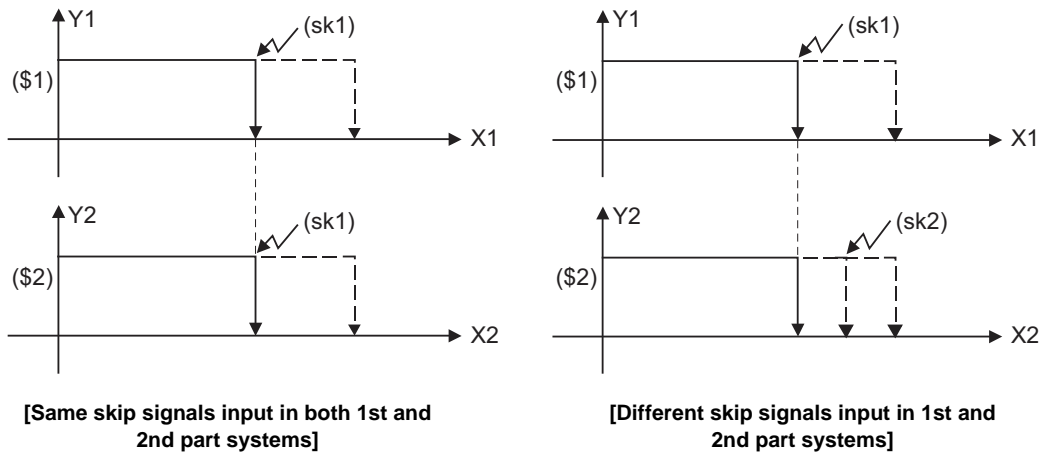 Y1
(sk1)
($1)
X1
Y2
(sk1)
($2)
X2
[Same skip signals input in both 1st and
2nd part systems]
Y1
(sk1)
($1)
X1
Y2
(sk2)
($2)
X2
[Different skip signals input in 1st and
2nd part systems]